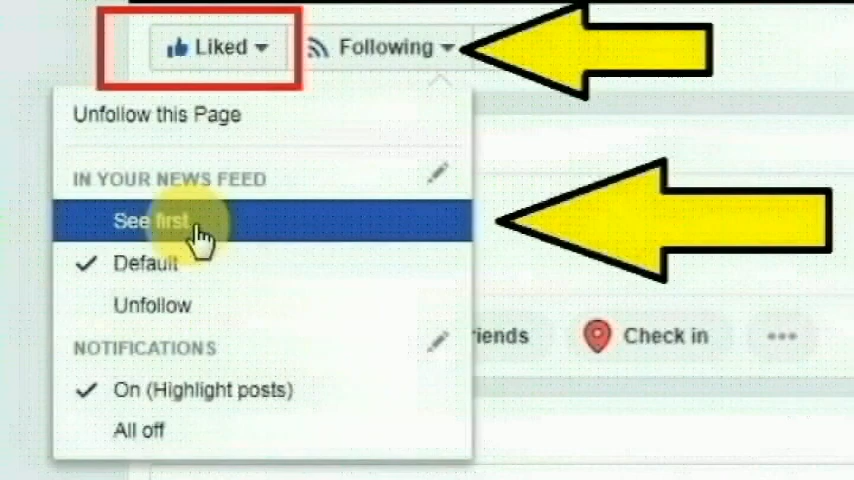 Liked
Following
Unfollow this Page
IN YOUR NEWS FEED
See first
Default
Unfollow
riends
Check in
NOTIFICATIONS
On (Highlight posts)
All off